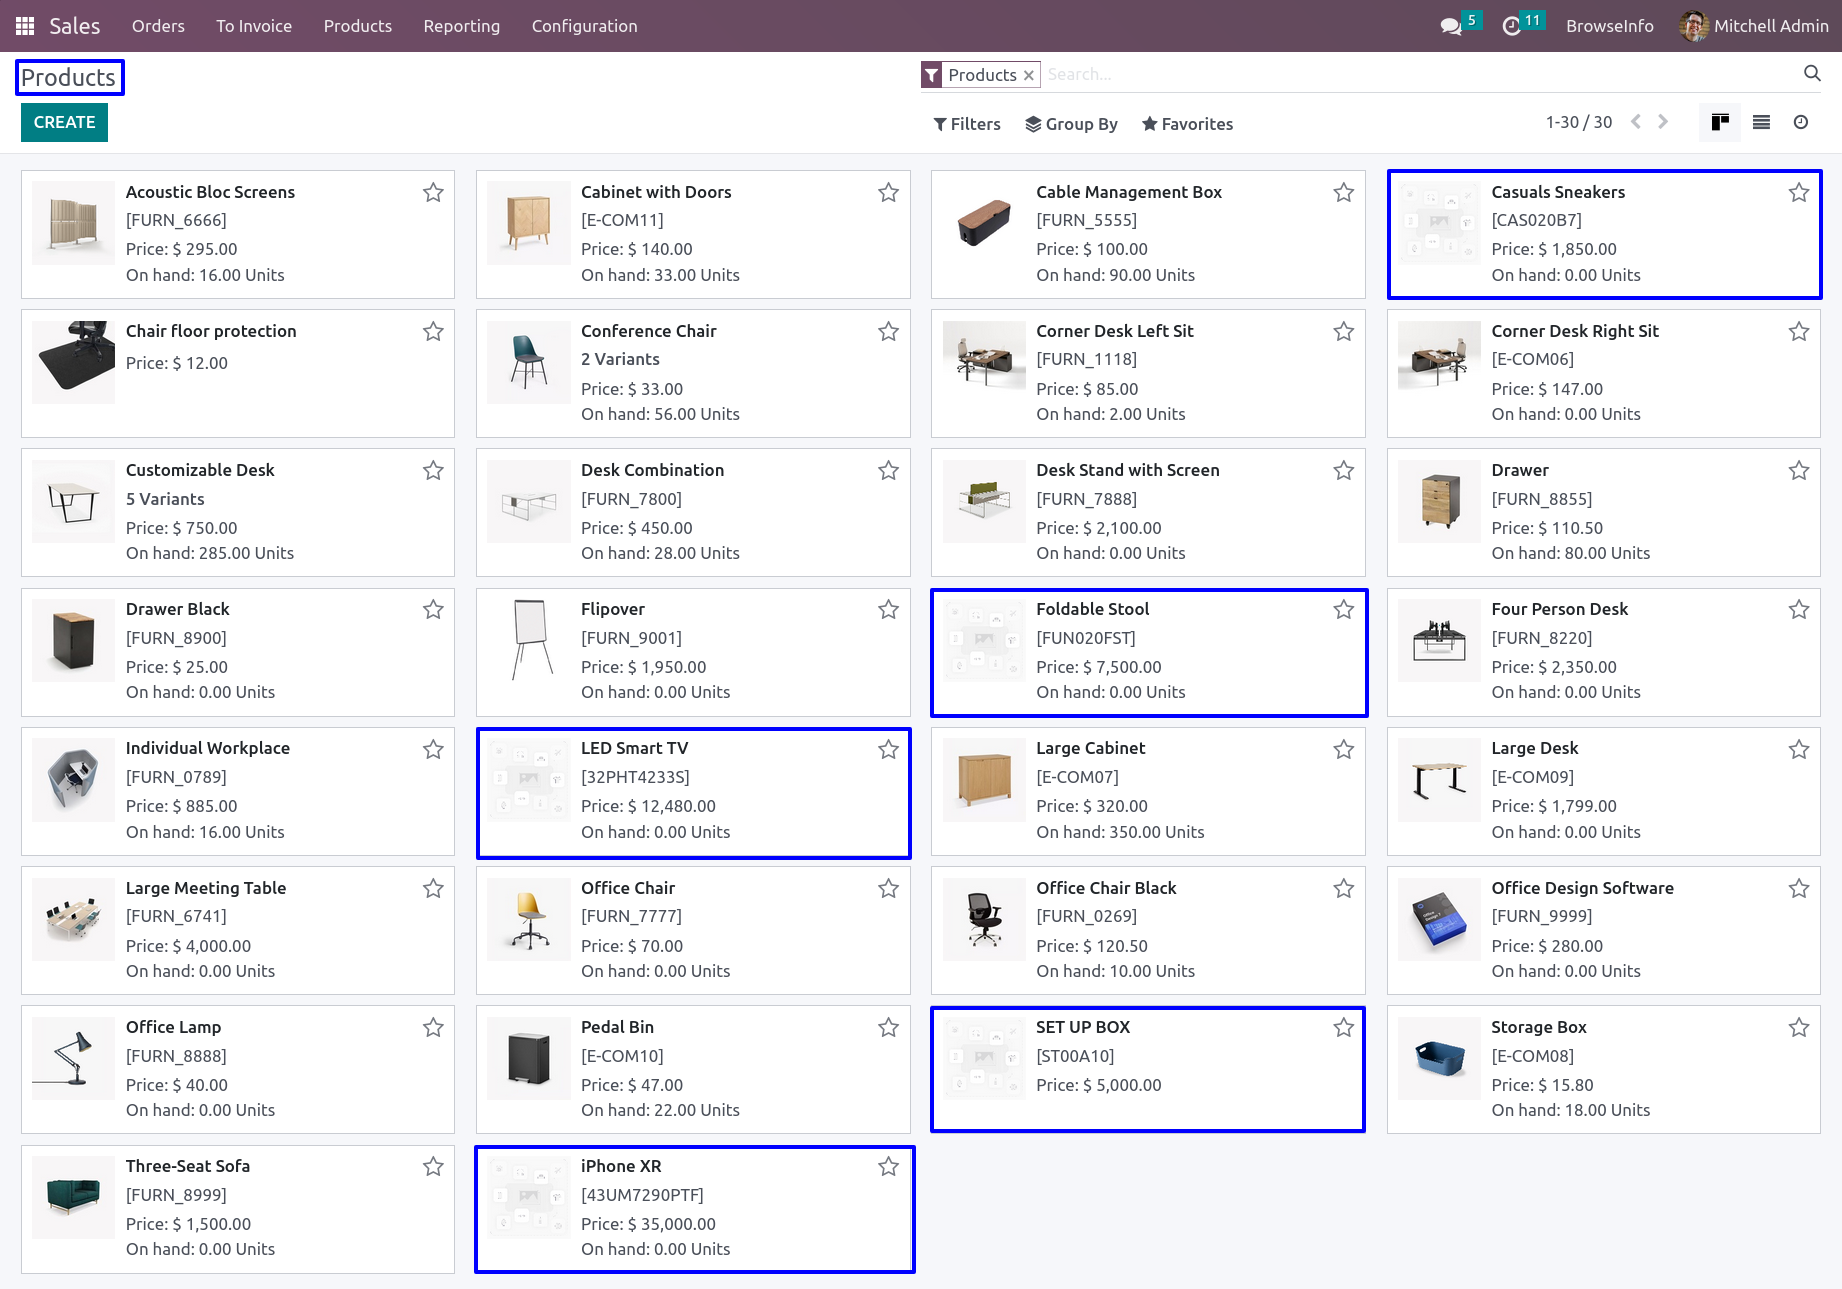 Sales Orders To Invoice Products Reporting Configuration 5 11 BrowseInfo Mitchell Admin
Products
Products × Search...
CREATE
Filters Group By Favorites 1-30 / 30
Acoustic Bloc Screens
[FURN_6666]
Price: $ 295.00
On hand: 16.00 Units
Cabinet with Doors
[E-COM11]
Price: $ 140.00
On hand: 33.00 Units
Cable Management Box
[FURN_5555]
Price: $ 100.00
On hand: 90.00 Units
Casuals Sneakers
[CAS020B7]
Price: $ 1,850.00
On hand: 0.00 Units
Chair floor protection
Price: $ 12.00
Conference Chair
2 Variants
Price: $ 33.00
On hand: 56.00 Units
Corner Desk Left Sit
[FURN_1118]
Price: $ 85.00
On hand: 2.00 Units
Corner Desk Right Sit
[E-COM06]
Price: $ 147.00
On hand: 0.00 Units
Customizable Desk
5 Variants
Price: $ 750.00
On hand: 285.00 Units
Desk Combination
[FURN_7800]
Price: $ 450.00
On hand: 28.00 Units
Desk Stand with Screen
[FURN_7888]
Price: $ 2,100.00
On hand: 0.00 Units
Drawer
[FURN_8855]
Price: $ 110.50
On hand: 80.00 Units
Drawer Black
[FURN_8900]
Price: $ 25.00
On hand: 0.00 Units
Flipover
[FURN_9001]
Price: $ 1,950.00
On hand: 0.00 Units
Foldable Stool
[FUN020FST]
Price: $ 7,500.00
On hand: 0.00 Units
Four Person Desk
[FURN_8220]
Price: $ 2,350.00
On hand: 0.00 Units
Individual Workplace
[FURN_0789]
Price: $ 885.00
On hand: 16.00 Units
LED Smart TV
[32PHT4233S]
Price: $ 12,480.00
On hand: 0.00 Units
Large Cabinet
[E-COM07]
Price: $ 320.00
On hand: 350.00 Units
Large Desk
[E-COM09]
Price: $ 1,799.00
On hand: 0.00 Units
Large Meeting Table
[FURN_6741]
Price: $ 4,000.00
On hand: 0.00 Units
Office Chair
[FURN_7777]
Price: $ 70.00
On hand: 0.00 Units
Office Chair Black
[FURN_0269]
Price: $ 120.50
On hand: 10.00 Units
Office Design Software
[FURN_9999]
Price: $ 280.00
On hand: 0.00 Units
Office Lamp
[FURN_8888]
Price: $ 40.00
On hand: 0.00 Units
Pedal Bin
[E-COM10]
Price: $ 47.00
On hand: 22.00 Units
SET UP BOX
[ST00A10]
Price: $ 5,000.00
Storage Box
[E-COM08]
Price: $ 15.80
On hand: 18.00 Units
Three-Seat Sofa
[FURN_8999]
Price: $ 1,500.00
On hand: 0.00 Units
iPhone XR
[43UM7290PTF]
Price: $ 35,000.00
On hand: 0.00 Units